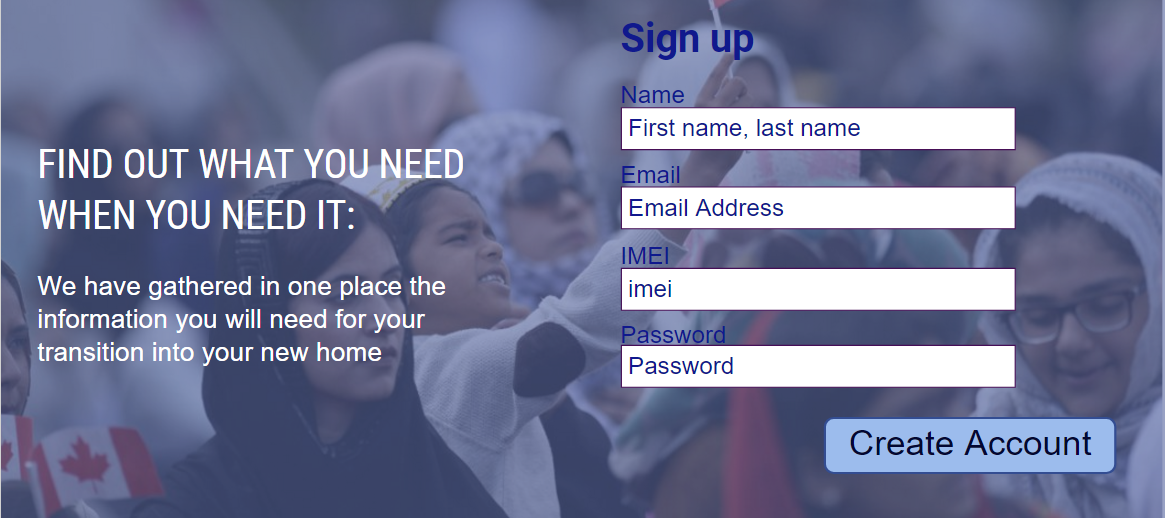 FIND OUT WHAT YOU NEED
WHEN YOU NEED IT:
We have gathered in one place the
information you will need for your
transition into your new home
Sign up
Name
First name, last name
Email
Email Address
IMEI
imei
Password
Password
Create Account